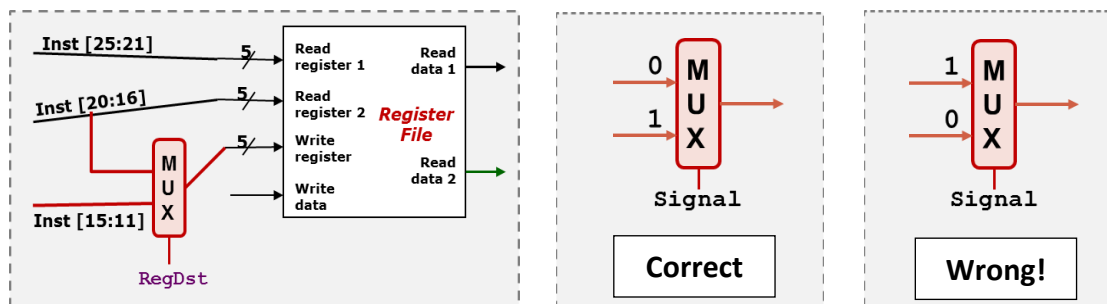 Inst [25:21]
5
Read
register 1
Read
data 1
Inst [20:16]
5
Read
register 2
Register
File
5
Write
register
Read
data 2
Write
data
M
U
X
Inst [15:11]
RegDst
0
1
M
U
X
Signal
Correct
1
0
M
U
X
Signal
Wrong!